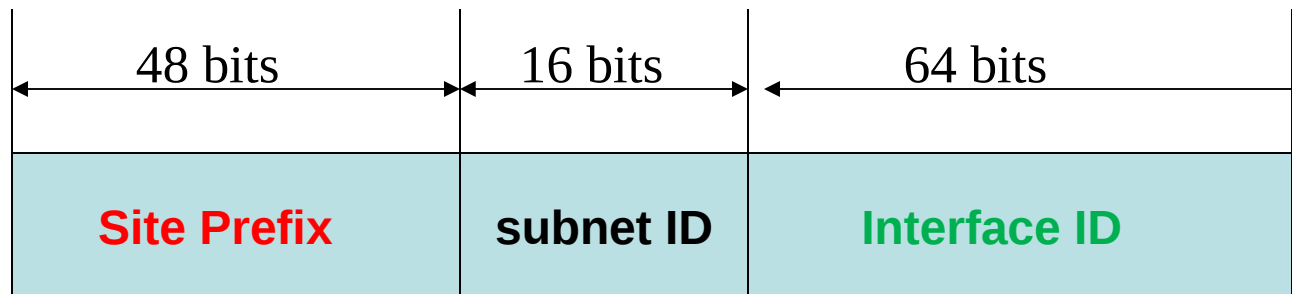 48 bits 16 bits 64 bits
Site Prefix subnet ID Interface ID